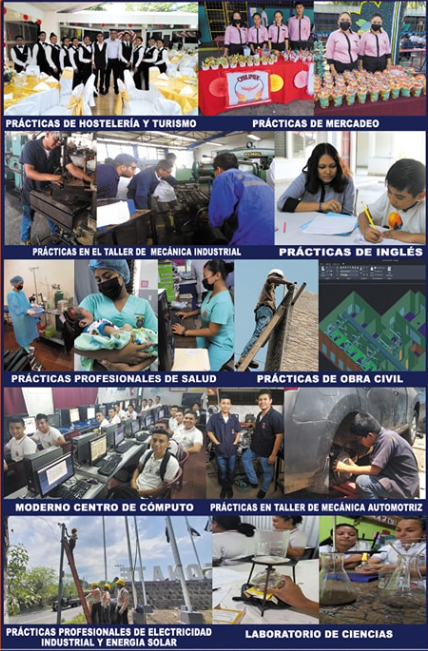 PRÁCTICAS DE HOSTELERÍA Y TURISMO
PRÁCTICAS DE MERCADEO
PRÁCTICAS EN EL TALLER DE MECÁNICA INDUSTRIAL
PRÁCTICAS DE INGLÉS
PRÁCTICAS PROFESIONALES DE SALUD
PRÁCTICAS DE OBRA CIVIL
MODERNO CENTRO DE CÓMPUTO
PRÁCTICAS EN TALLER DE MECÁNICA AUTOMOTRIZ
PRÁCTICAS PROFESIONALES DE ELECTRICIDAD
INDUSTRIAL Y ENERGIA SOLAR
LABORATORIO DE CIENCIAS